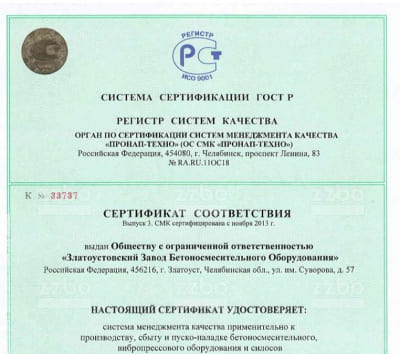 РЕГИСТР
РСТ
ИСО 9001
СИСТЕМА СЕРТИФИКАЦИИ ГОСТ Р
РЕГИСТР СИСТЕМ КАЧЕСТВА
ОРГАН ПО СЕРТИФИКАЦИИ СИСТЕМ МЕНЕДЖМЕНТА КАЧЕСТВА
«ПРОНАП-ТЕХНО» (ОС СМК «ПРОНАП-ТЕХНО»)
Российская Федерация, 454080, г. Челябинск, проспект Ленина, 83
№ RA.RU.11ОС18
К № 33737
СЕРТИФИКАТ СООТВЕТСТВИЯ
Выпуск 3. СМК сертифицирована с ноября 2013 г.
выдан Обществу с ограниченной ответственностью
«Златоустовский Завод Бетоносмесительного Оборудования»
Российская Федерация, 456216, г. Златоуст, Челябинская обл., ул. им. Суворова, д. 57
НАСТОЯЩИЙ СЕРТИФИКАТ УДОСТОВЕРЯЕТ:
система менеджмента качества применительно к
производству, сбыту и пуско-наладке бетоносмесительного,
вибропрессового оборудования и силосов